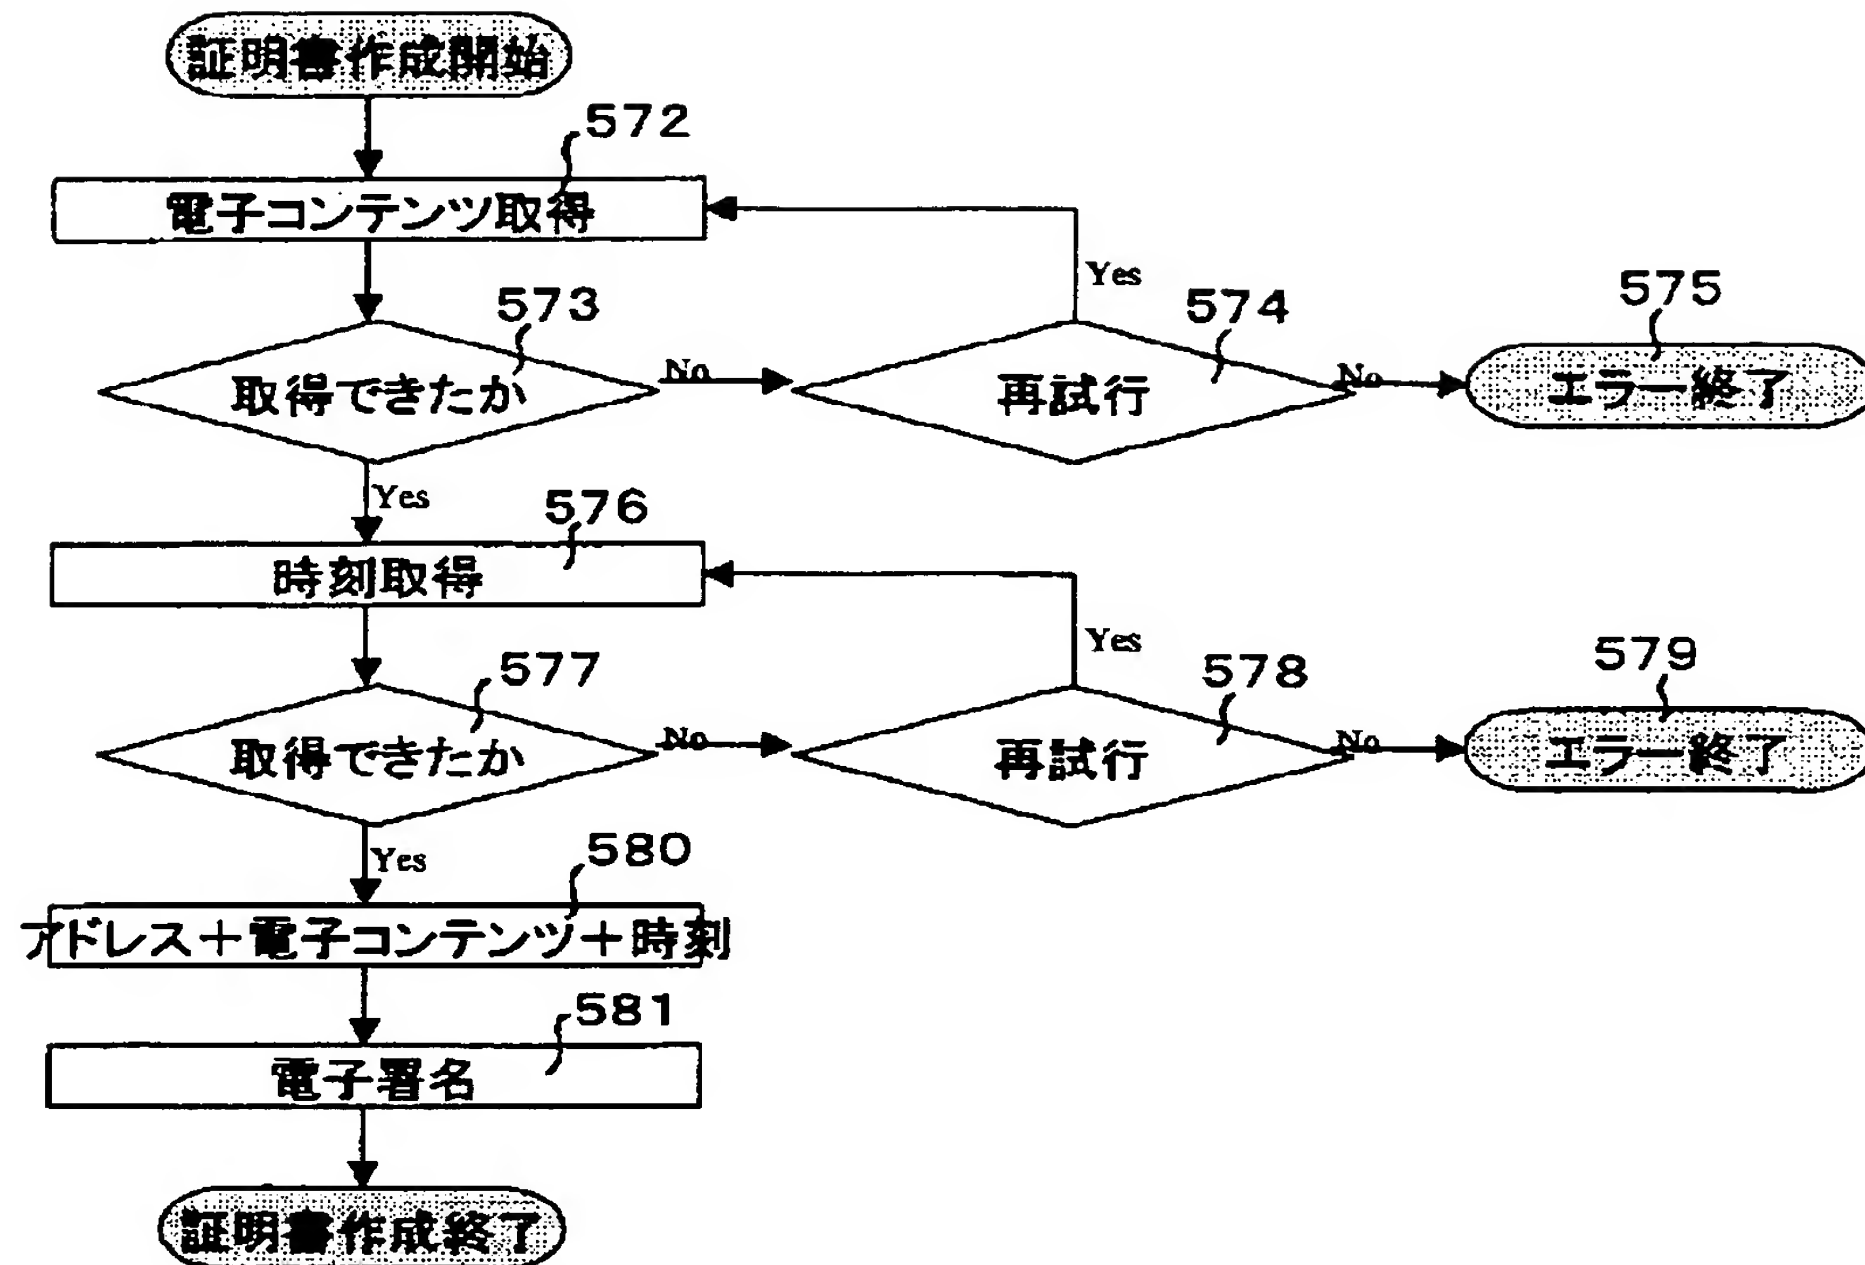 証明書作成開始
572
電子コンテンツ取得
Yes
573
574
575
取得できたか
No
再試行
No
エラー終了
Yes
576
時刻取得
Yes
577
578
579
取得できたか
No
再試行
No
エラー終了
Yes
580
アドレス+電子コンテンツ+時刻
581
電子署名
証明書作成終了